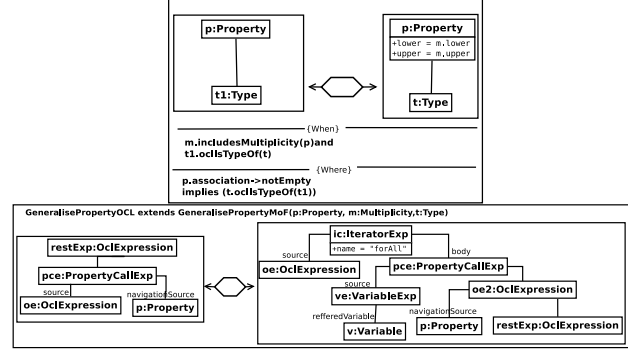 p:Property
t1:Type
p:Property
+lower = m.lower
+upper = m.upper
t:Type
{When}
m.includesMultiplicity(p)and
t1.oclIsTypeOf(t)
{Where}
p.association->notEmpty
implies (t.oclIsTypeOf(t1))
GeneralisePropertyOCL extends GeneralisePropertyMoF(p:Property, m:Multiplicity,t:Type)
restExp:OclExpression
pce:PropertyCallExp
source
navigationSource
oe:OclExpression
p:Property
ic:IteratorExp
+name = "forAll"
source
body
oe:OclExpression
pce:PropertyCallExp
source
ve:VariableExp
oe2:OclExpression
refferedVariable
navigationSource
v:Variable
p:Property
restExp:OclExpression